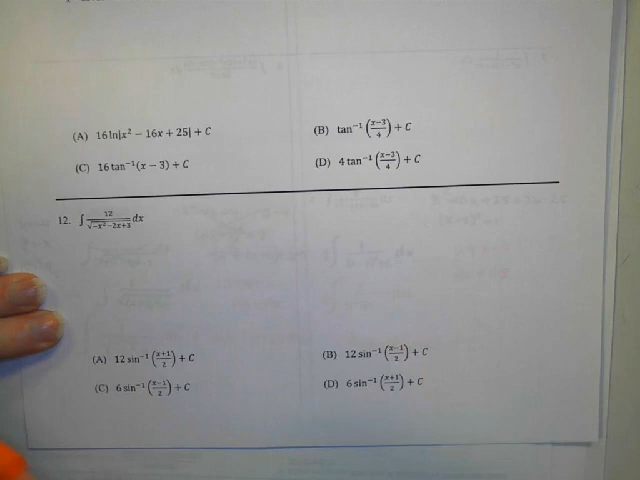 (A) 16 ln|x² − 16x + 25| + C (B) tan⁻¹ ((x−3)/4) + C
(C) 16 tan⁻¹(x − 3) + C (D) 4 tan⁻¹ ((x−3)/4) + C
12. ∫ 12/√(−x²−2x+3) dx
(A) 12 sin⁻¹ ((x+1)/2) + C (B) 12 sin⁻¹ ((x−1)/2) + C
(C) 6 sin⁻¹ ((x−1)/2) + C (D) 6 sin⁻¹ ((x+1)/2) + C